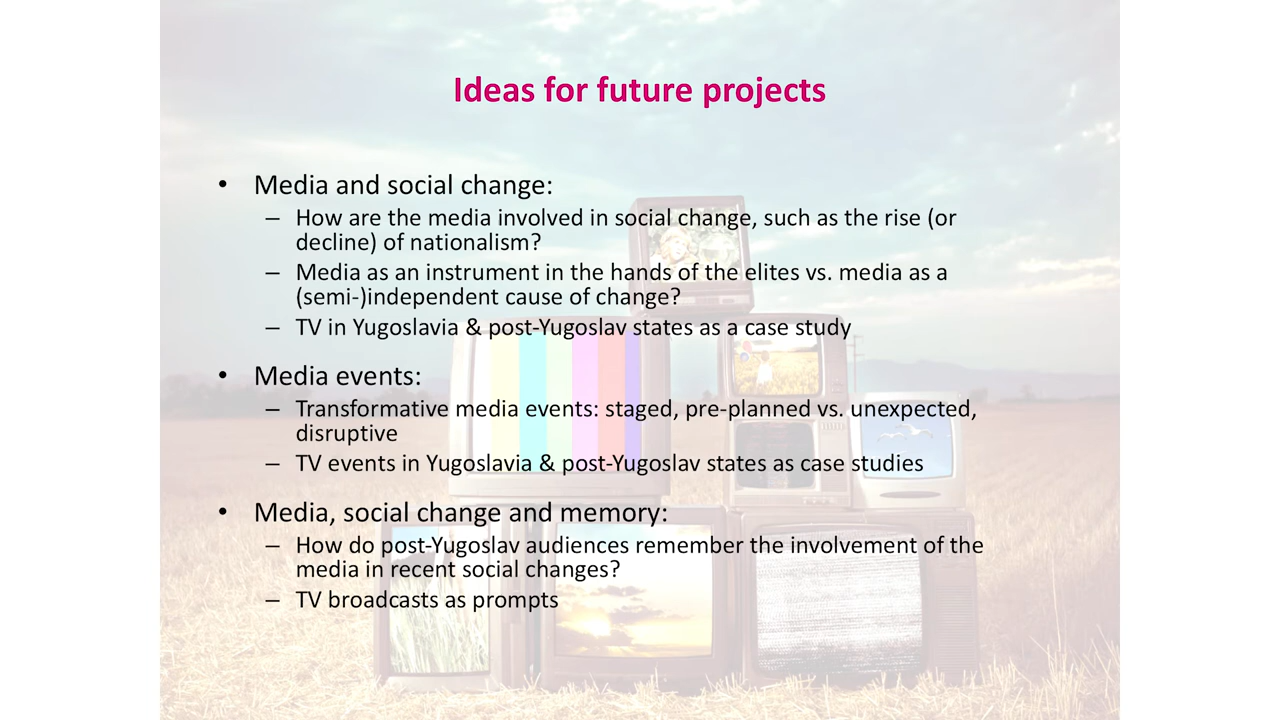 Ideas for future projects
• Media and social change:
– How are the media involved in social change, such as the rise (or
decline) of nationalism?
– Media as an instrument in the hands of the elites vs. media as a
(semi-)independent cause of change?
– TV in Yugoslavia & post-Yugoslav states as a case study
• Media events:
– Transformative media events: staged, pre-planned vs. unexpected,
disruptive
– TV events in Yugoslavia & post-Yugoslav states as case studies
• Media, social change and memory:
– How do post-Yugoslav audiences remember the involvement of the
media in recent social changes?
– TV broadcasts as prompts